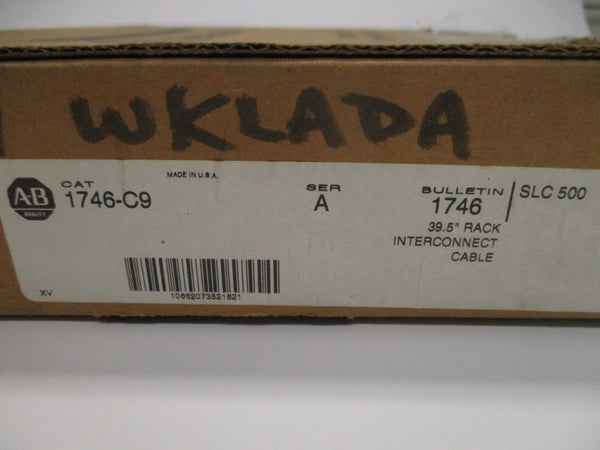 WKLADA
AB
QUALITY
CAT
1746-C9
MADE IN U.S.A.
SER
A
BULLETIN
1746
SLC 500
39.5" RACK
INTERCONNECT
CABLE
XV
10662073521621